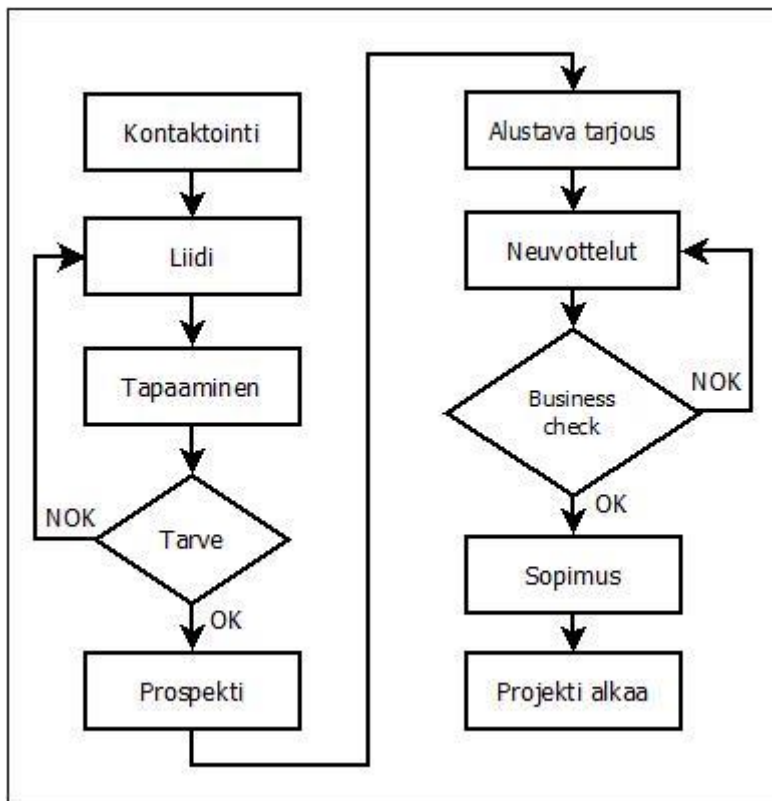 Kontaktointi
Liidi
Tapaaminen
NOK
Tarve
OK
Prospekti
Alustava tarjous
Neuvottelut
NOK
Business
check
OK
Sopimus
Projekti alkaa